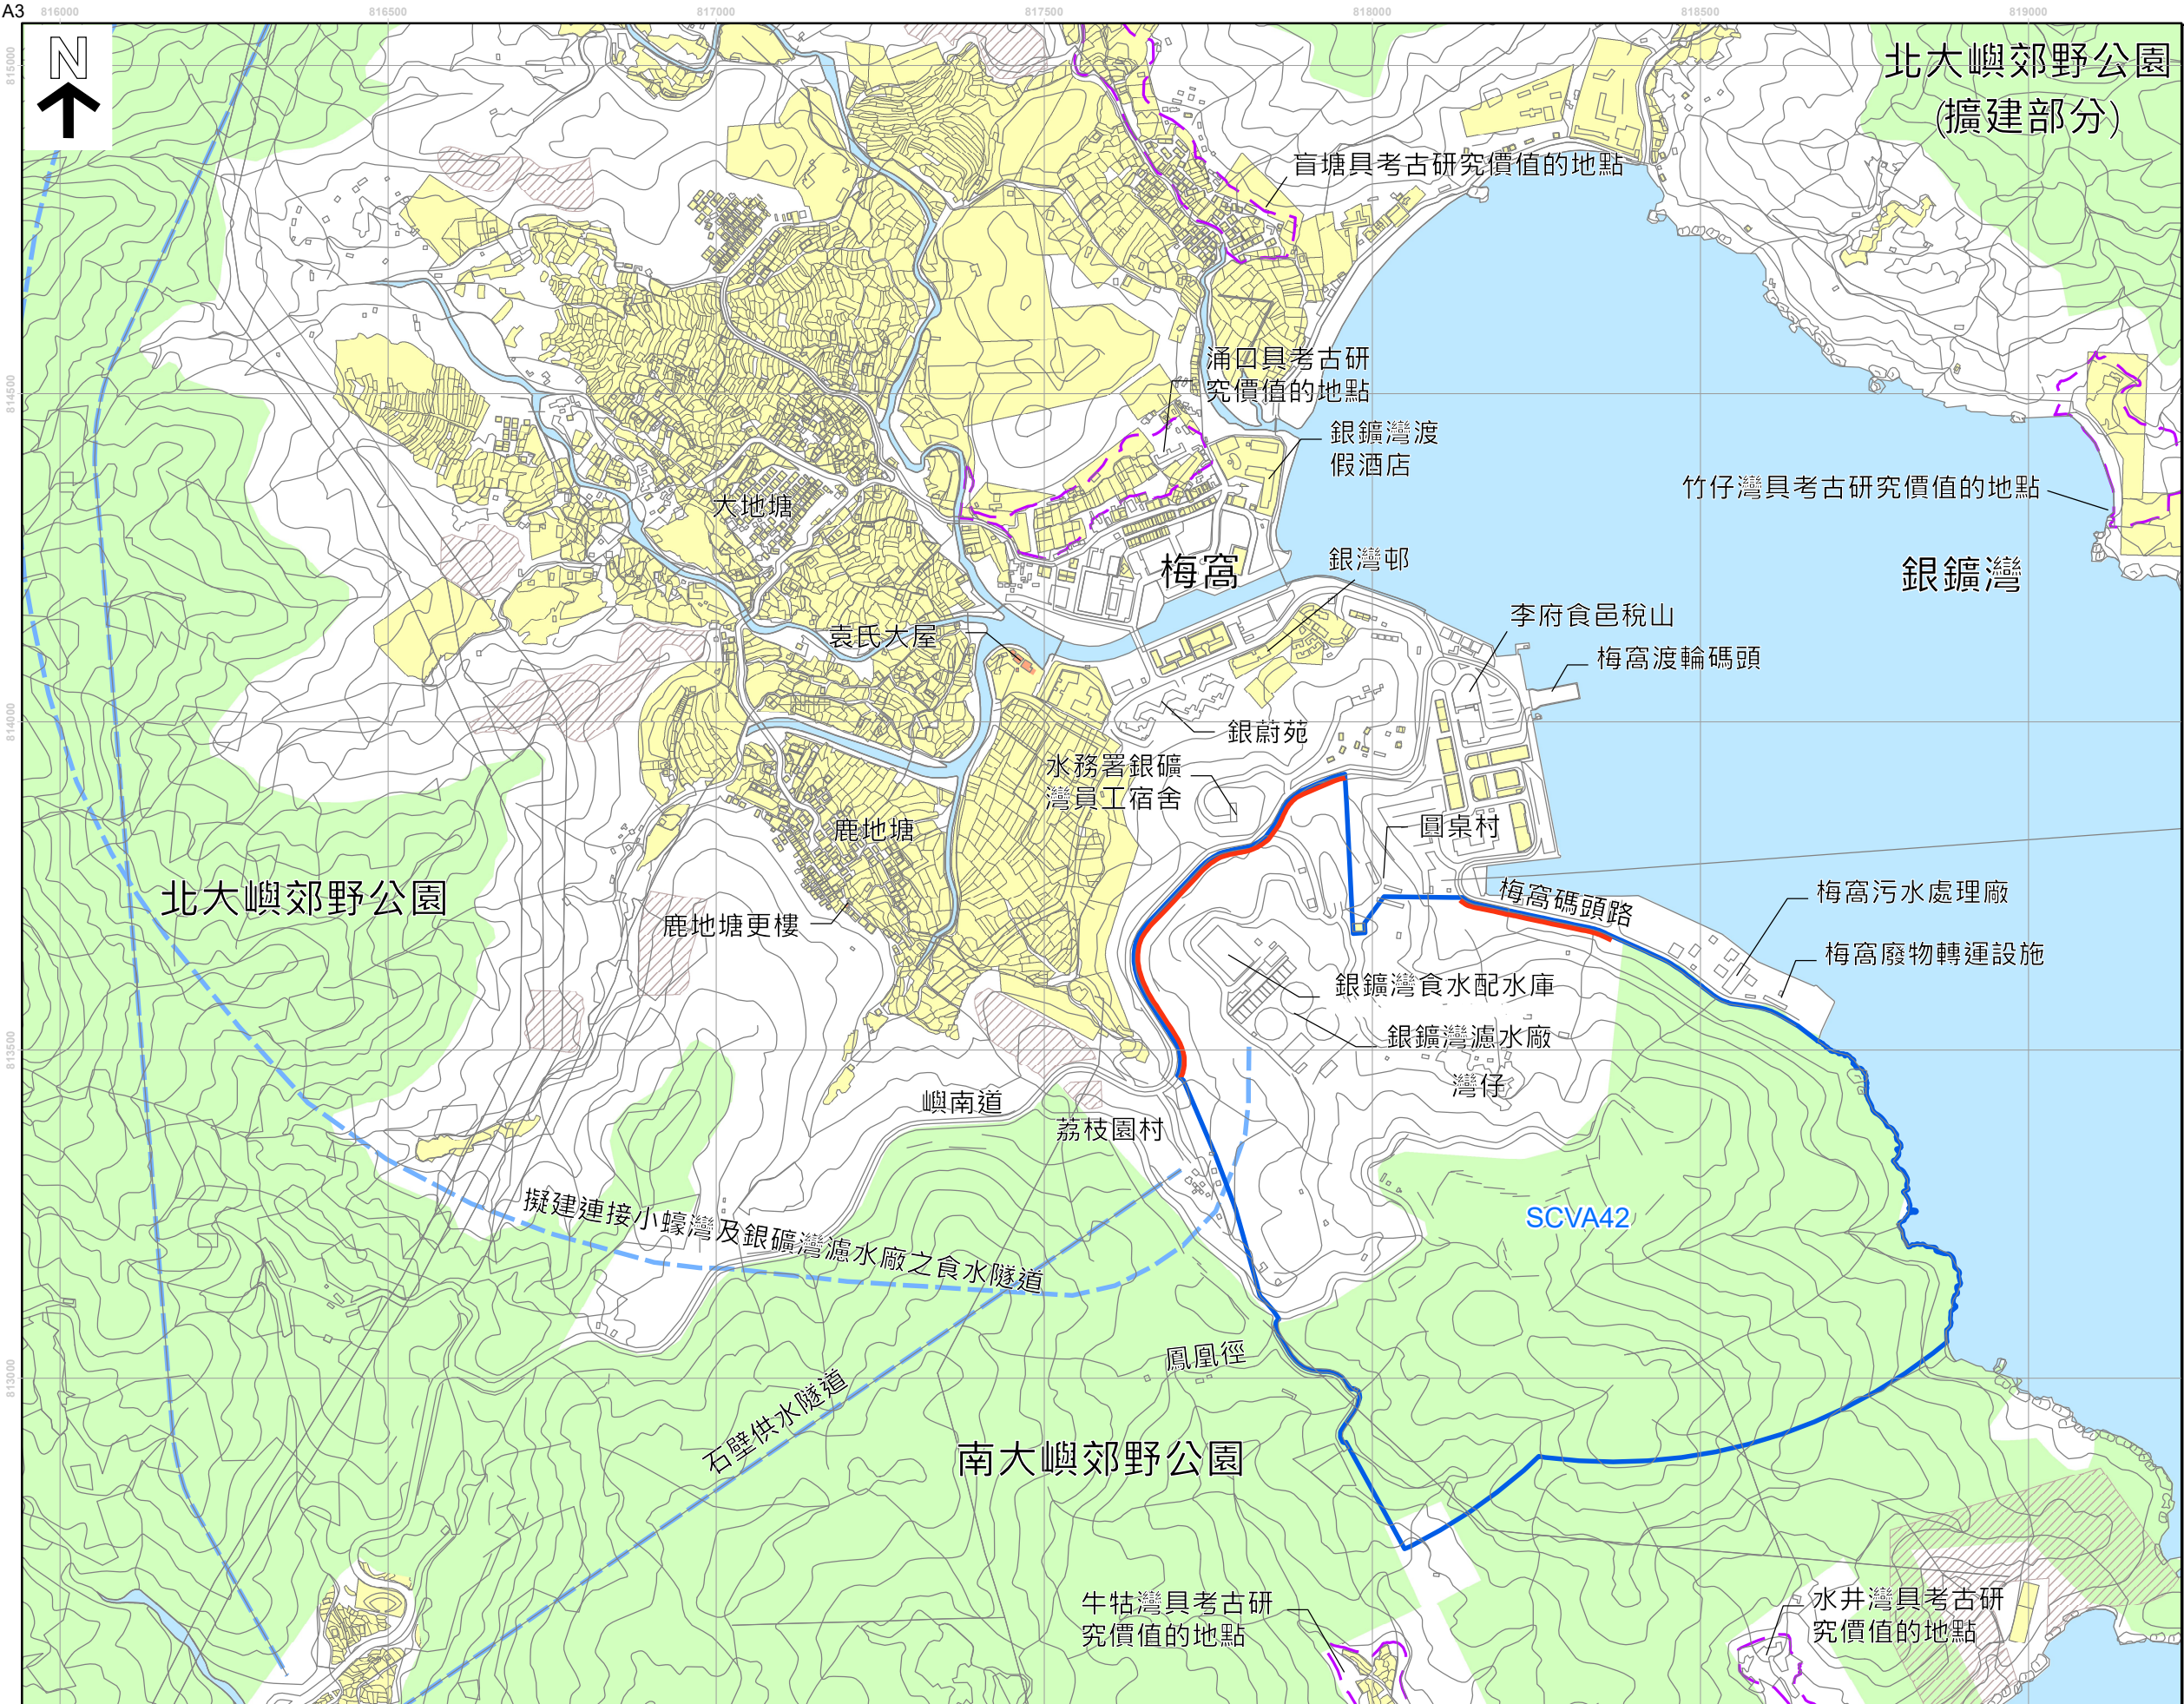 A3
816000
816500
817000
817500
818000
818500
819000
815000
814500
814000
813500
813000
N
北大嶼郊野公園
(擴建部分)
盲塘具考古研究價值的地點
涌口具考古研
究價值的地點
銀鑛灣渡
假酒店
竹仔灣具考古研究價值的地點
大地塘
梅窩
銀灣邨
銀鑛灣
李府食邑稅山
袁氏大屋
梅窩渡輪碼頭
銀蔚苑
水務署銀礦
灣員工宿舍
鹿地塘
圓桌村
北大嶼郊野公園
梅窩碼頭路
梅窩污水處理廠
鹿地塘更樓
梅窩廢物轉運設施
銀鑛灣食水配水庫
銀鑛灣濾水廠
灣仔
嶼南道
荔枝園村
擬建連接小蠔灣及銀礦灣濾水廠之食水隧道
SCVA42
鳳凰徑
石壁供水隧道
南大嶼郊野公園
牛牯灣具考古研
究價值的地點
水井灣具考古研
究價值的地點